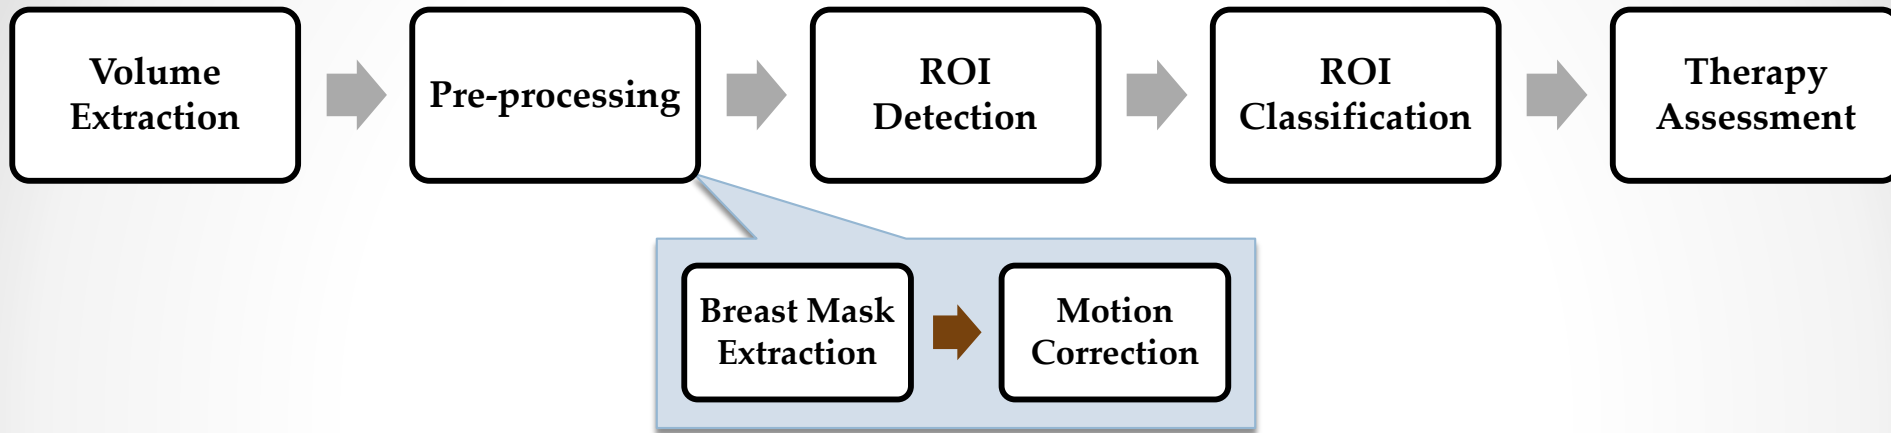 Volume
Extraction
Pre-processing
ROI
Detection
ROI
Classification
Therapy
Assessment
Breast Mask
Extraction
Motion
Correction